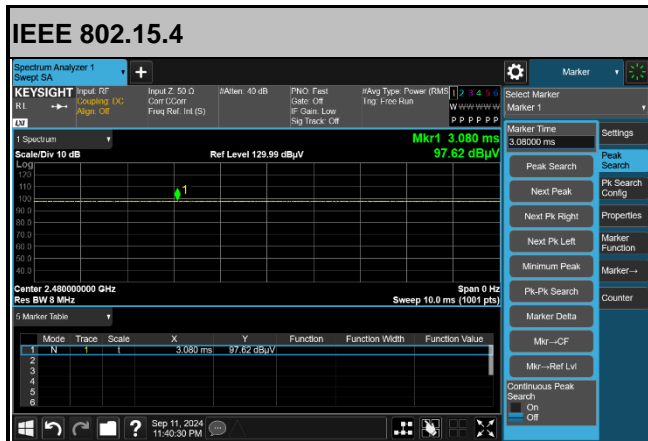 IEEE 802.15.4
Spectrum Analyzer 1
Swept SA
+
Marker
KEYSIGHT
RL
LXI
Input: RF
Coupling: DC
Align: Off
Input Z: 50 Ω
Corr CCorr
Freq Ref: Int (S)
#Atten: 40 dB
PNO: Fast
Gate: Off
IF Gain: Low
Sig Track: Off
#Avg Type: Power (RMS
Trig: Free Run
1 2 3 4 5 6
W W W W W W
P P P P P P
Select Marker
Marker 1
1 Spectrum
Mkr1 3.080 ms
97.62 dBµV
Scale/Div 10 dB
Ref Level 129.99 dBµV
Log
120
110
100
90.0
80.0
70.0
60.0
50.0
40.0
1
Center 2.480000000 GHz
Res BW 8 MHz
Span 0 Hz
Sweep 10.0 ms (1001 pts)
5 Marker Table
Mode Trace Scale X Y Function Function Width Function Value
1 N 1 t 3.080 ms 97.62 dBµV
2
3
4
5
6
Marker Time
3.08000 ms
Peak Search
Next Peak
Next Pk Right
Next Pk Left
Minimum Peak
Pk-Pk Search
Marker Delta
Mkr→CF
Mkr→Ref Lvl
Continuous Peak
Search
On
Off
Settings
Peak
Search
Pk Search
Config
Properties
Marker
Function
Marker→
Counter
?
Sep 11, 2024
11:40:30 PM